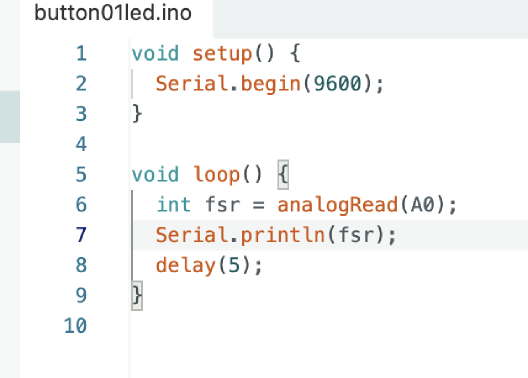 button01led.ino
1 void setup() {
2 Serial.begin(9600);
3 }
4
5 void loop() {
6 int fsr = analogRead(A0);
7 Serial.println(fsr);
8 delay(5);
9 }
10